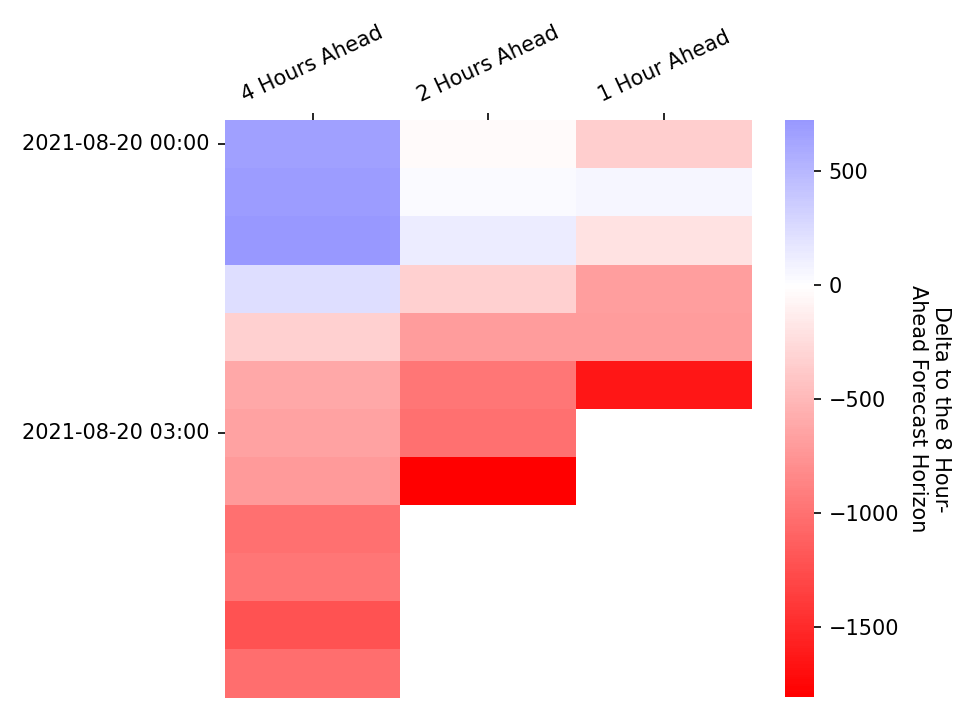 4 Hours Ahead
2 Hours Ahead
1 Hour Ahead
2021-08-20 00:00
2021-08-20 03:00
500
0
−500
−1000
−1500
Delta to the 8 Hour-
Ahead Forecast Horizon